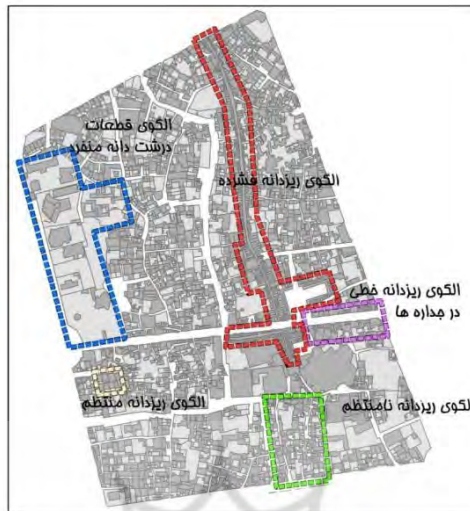 الگوی قطعات
درشت دانه منفرد
الگوی ریزدانه فشرده
الگوی ریزدانه خطی
در جداره ها
الگوی ریزدانه منتظم
لگوی ریزدانه نامنتظم